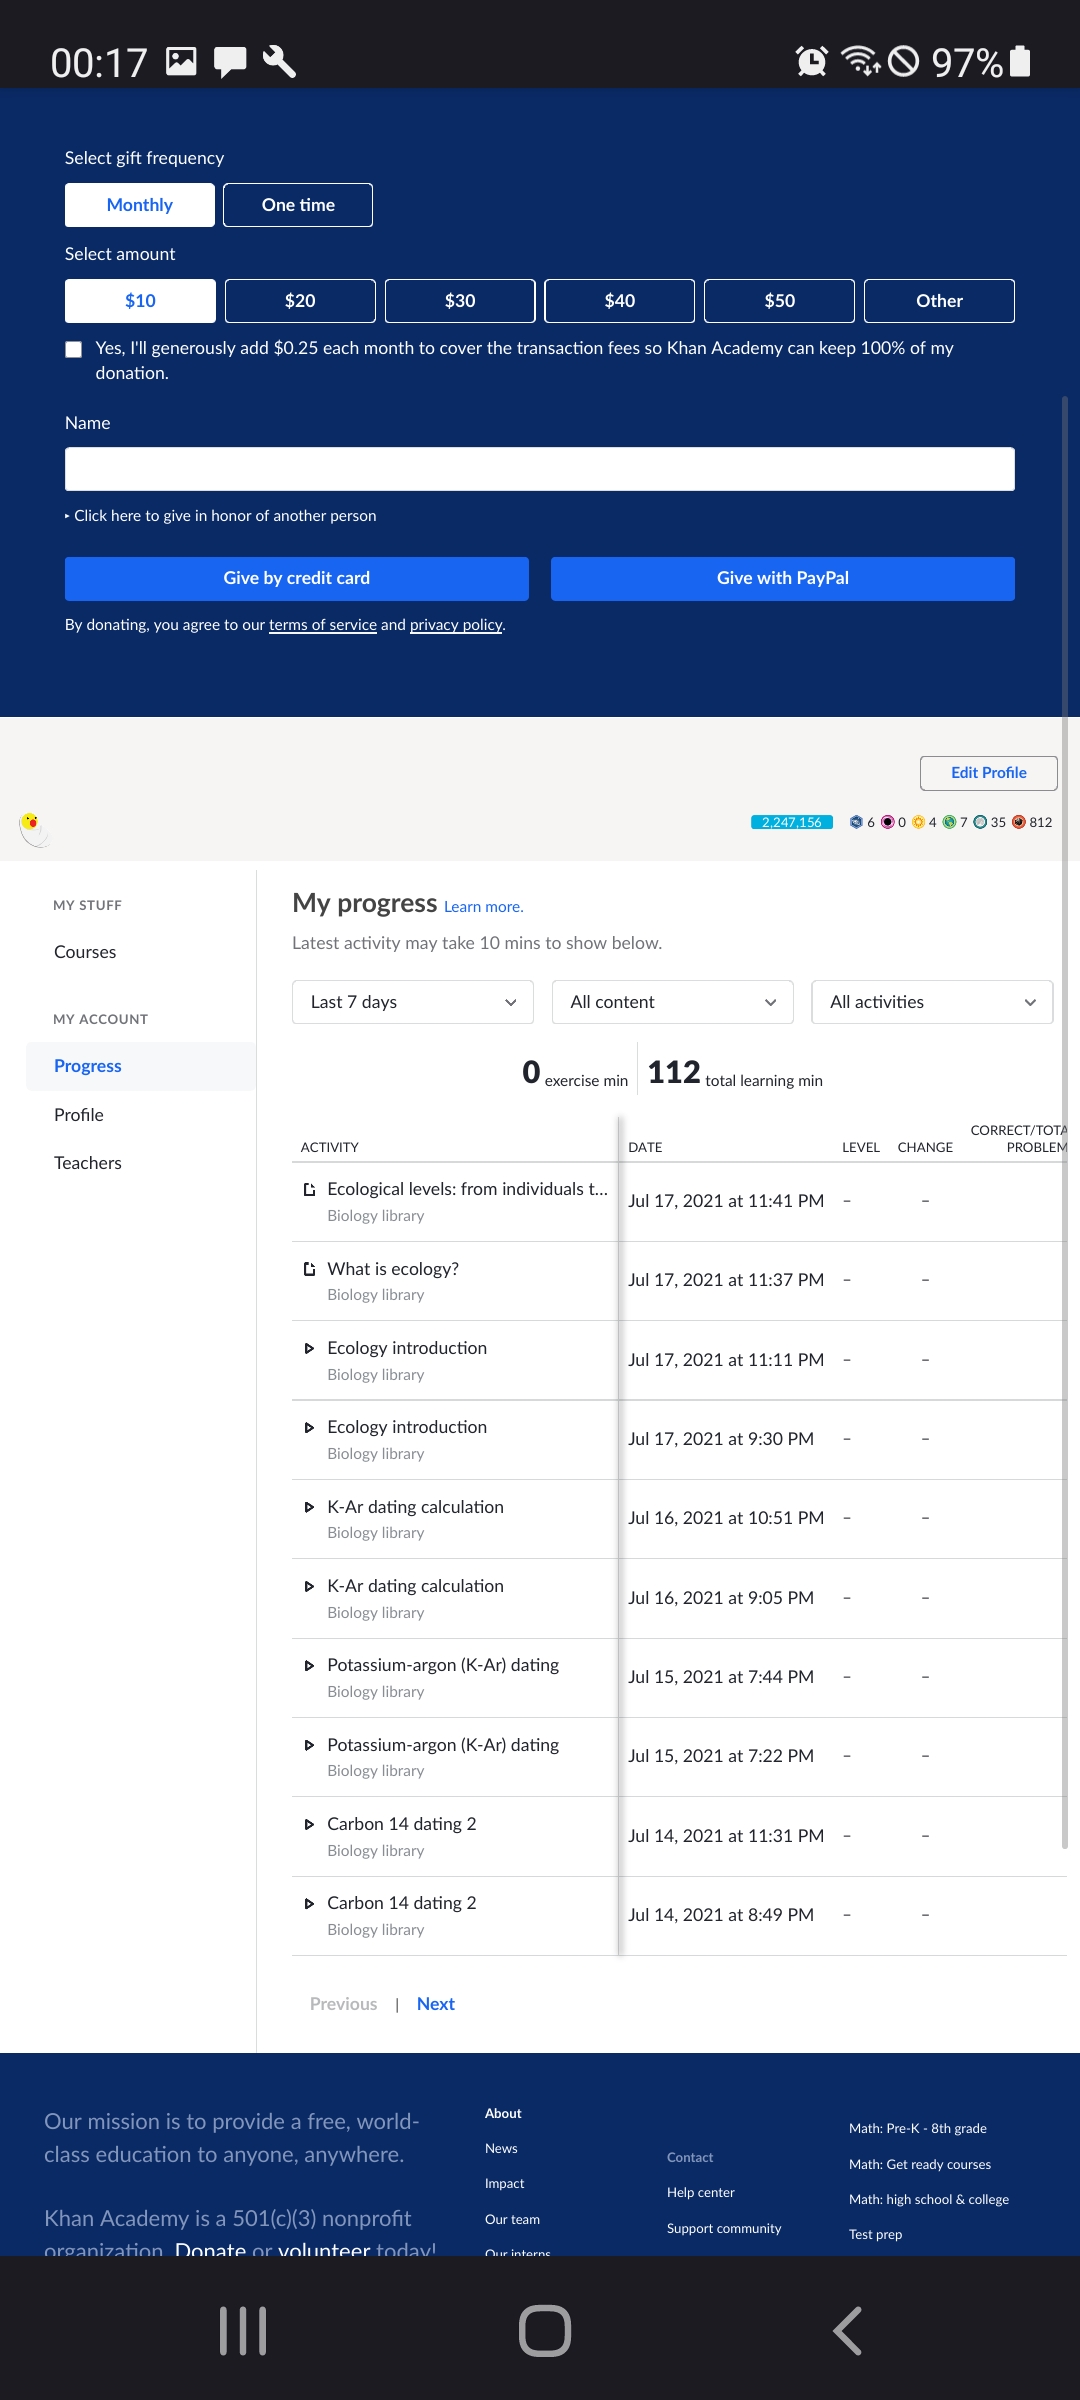 00:17
97%
Select gift frequency
Monthly
One time
Select amount
$10
$20
$30
$40
$50
Other
Yes, I'll generously add $0.25 each month to cover the transaction fees so Khan Academy can keep 100% of my
donation.
Name
Click here to give in honor of another person
Give by credit card
Give with PayPal
By donating, you agree to our terms of service and privacy policy.
Edit Profile
2,247,156 6 0 4 7 35 812
MY STUFF
Courses
MY ACCOUNT
Progress
Profile
Teachers
My progress Learn more.
Latest activity may take 10 mins to show below.
Last 7 days
All content
All activities
0 exercise min
112 total learning min
ACTIVITY DATE LEVEL CHANGE CORRECT/TOTA
PROBLEM
Ecological levels: from individuals t...
Biology library
Jul 17, 2021 at 11:41 PM – –
What is ecology?
Biology library
Jul 17, 2021 at 11:37 PM – –
Ecology introduction
Biology library
Jul 17, 2021 at 11:11 PM – –
Ecology introduction
Biology library
Jul 17, 2021 at 9:30 PM – –
K-Ar dating calculation
Biology library
Jul 16, 2021 at 10:51 PM – –
K-Ar dating calculation
Biology library
Jul 16, 2021 at 9:05 PM – –
Potassium-argon (K-Ar) dating
Biology library
Jul 15, 2021 at 7:44 PM – –
Potassium-argon (K-Ar) dating
Biology library
Jul 15, 2021 at 7:22 PM – –
Carbon 14 dating 2
Biology library
Jul 14, 2021 at 11:31 PM – –
Carbon 14 dating 2
Biology library
Jul 14, 2021 at 8:49 PM – –
Previous | Next
Our mission is to provide a free, world-
class education to anyone, anywhere.
Khan Academy is a 501(c)(3) nonprofit
organization. Donate or volunteer today!
About
News
Impact
Our team
Our interns
Contact
Help center
Support community
Math: Pre-K - 8th grade
Math: Get ready courses
Math: high school & college
Test prep